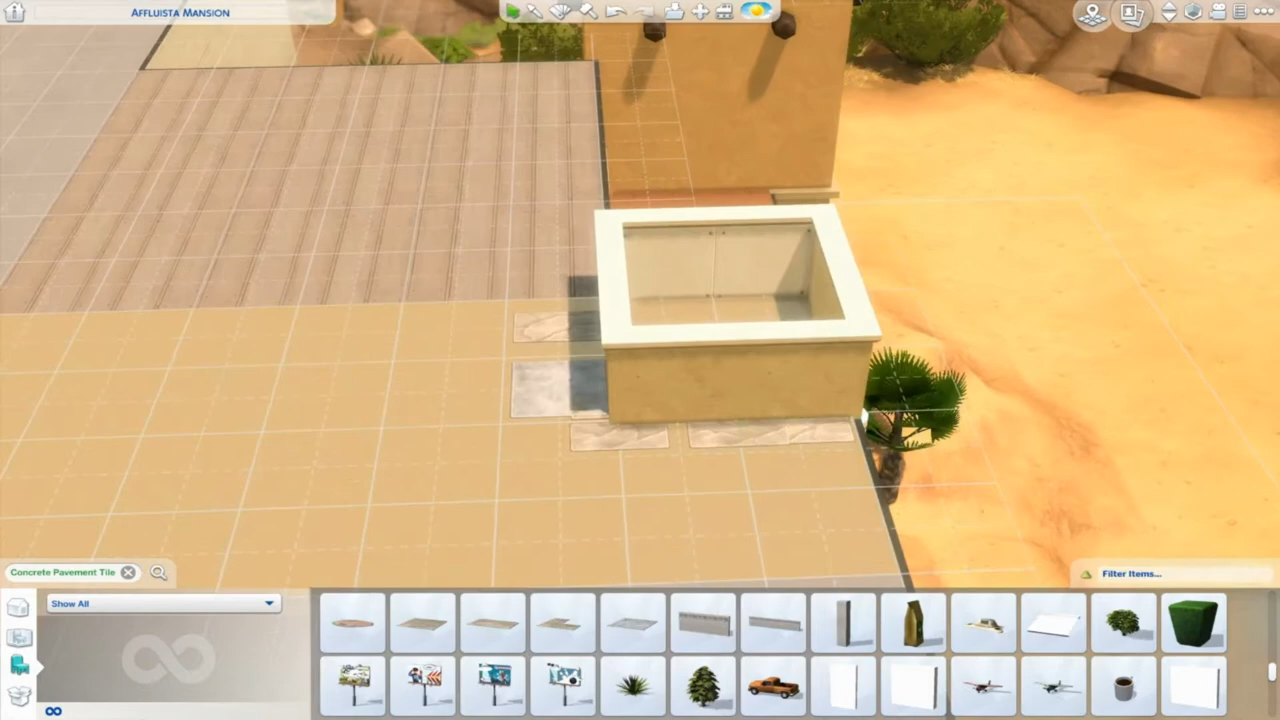 Affluista Mansion
Concrete Pavement Tile
Filter Items...
Show All